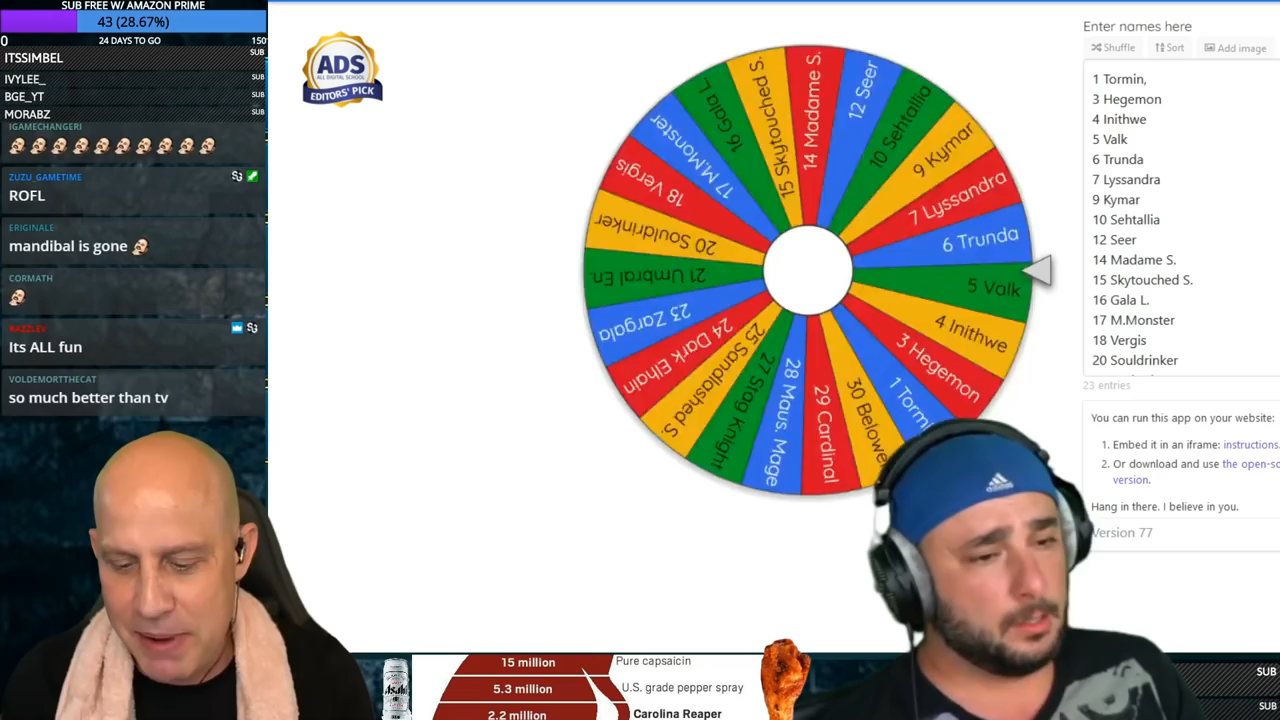 SUB FREE W/ AMAZON PRIME
43 (28.67%)
0
24 DAYS TO GO
150
ITSSIMBEL
SUB
IVYLEE_
SUB
BGE_YT
SUB
MORABZ
SUB
IGAMECHANGERI
ZUZU_GAMETIME
ROFL
ERIGINALE
mandibal is gone
CORMATH
RAZZLEV
Its ALL fun
VOLDEMORTTHECAT
so much better than tv
ADS
ALL DIGITAL SCHOOL
EDITORS' PICK
14 Madame S.
12 Seer
10 Sehtallia
9 Kymar
7 Lyssandra
6 Trunda
5 Valk
4 Inithwe
3 Hegemon
1 Tormi
30 Belowe
29 Cardinal
28 Maus. Mage
27 Stag Knight
25 Sandlashed S.
24 Dark Elhain
23 Zargala
21 Umbral En.
20 Souldrinker
18 Vergis
17 M.Monster
16 Gala L.
15 Skytouched S.
Enter names here
Shuffle
Sort
Add image
1 Tormin,
3 Hegemon
4 Inithwe
5 Valk
6 Trunda
7 Lyssandra
9 Kymar
10 Sehtallia
12 Seer
14 Madame S.
15 Skytouched S.
16 Gala L.
17 M.Monster
18 Vergis
20 Souldrinker
23 entries
You can run this app on your website:
1. Embed it in an iframe: instructions.
2. Or download and use the open-so
version.
Hang in there. I believe in you.
Version 77
adidas
Asahi
15 million
Pure capsaicin
5.3 million
U.S. grade pepper spray
2.2 million
Carolina Reaper
SUB
SUB